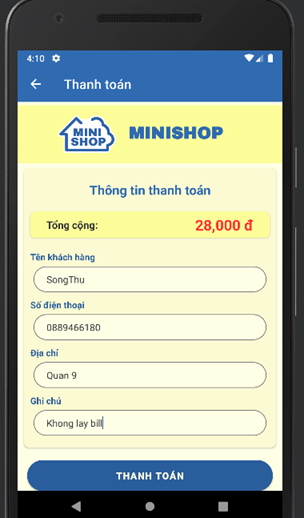 4:10
Thanh toán
MINI
SHOP
MINISHOP
Thông tin thanh toán
Tổng cộng: 28,000 đ
Tên khách hàng
SongThu
Số điện thoại
0889466180
Địa chỉ
Quan 9
Ghi chú
Khong lay bill
THANH TOÁN